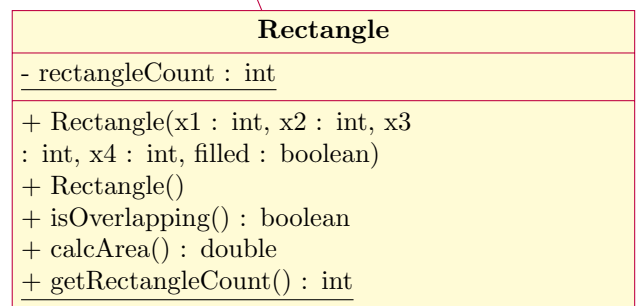 Rectangle
- rectangleCount : int
+ Rectangle(x1 : int, x2 : int, x3
: int, x4 : int, filled : boolean)
+ Rectangle()
+ isOverlapping() : boolean
+ calcArea() : double
+ getRectangleCount() : int